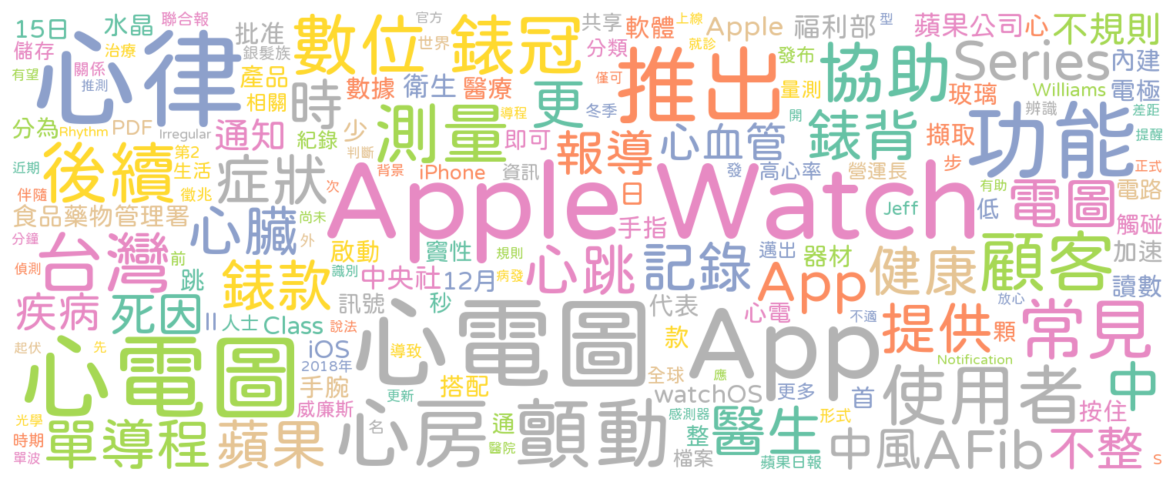 15日 水晶 聯合報 批准 數位 錶冠 官方 共享 軟體 上線 Apple 福利部 型 蘋果公司 心 不規則
儲存 治療 銀髮族 世界 分類 就診 發布 Series 內建
有望 關係 心律 產品 時 推出 協助 Williams
推測 相關 數據 衛生 醫療 更 僅可 量測 玻璃 電極
分為 Rhythm PDF Irregular 通知 紀錄 少 測量 導程 即可 冬季 開 錶背 擷取 辨識 功能 差距
近期 後續 第2 生活 判斷 報導 心血管 步 提醒
伴隨 徵兆 症狀 次 背景 iPhone 資訊 發 高心率 營運長 有助 正式
食品藥物管理署 Apple Watch 日 手指 Jeff 低 電圖 電路
分鐘 台灣 心臟 外 尚未 啟動 竇性 規則 邁出 器材 觸碰
偵測 前 跳 錶款 識別 中央社 12月 心跳 病發 記錄 App 健康 顧客 加速
疾病 死因 II 人士 Class 訊號 說法 秒 代表 心電 不適 提供 顆 放心 讀數
起伏 先 心電圖 iOS 2018年 導致 心電圖 App 款 常見
光學 手腕 威廉斯 更新 搭配 全球 watchOS 應 更多 首 Notification 使用者 中
時期 單導程 蘋果 心房 名 顫動 通 感測器 整 醫生 形式 按住
單波 醫院 檔案 蘋果日報 中風 AFib 不整 s